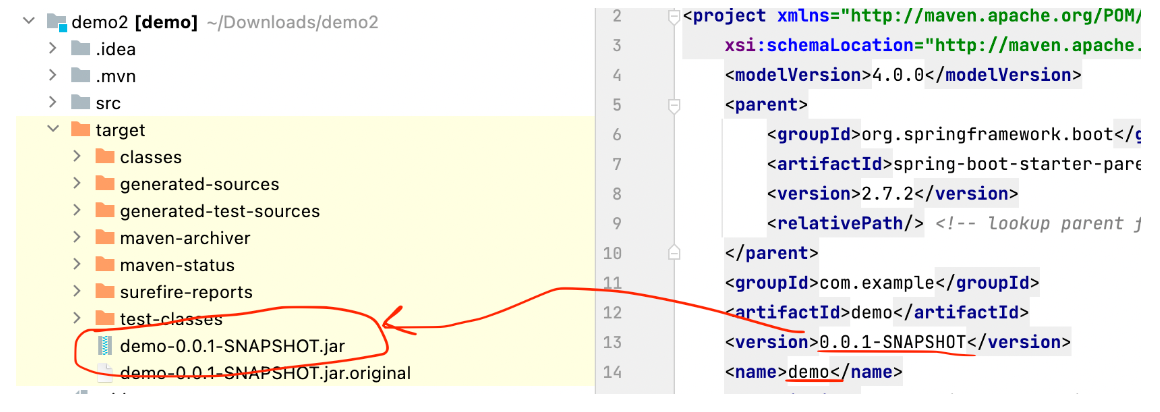 demo2 [demo] ~/Downloads/demo2
.idea
.mvn
src
target
classes
generated-sources
generated-test-sources
maven-archiver
maven-status
surefire-reports
test-classes
demo-0.0.1-SNAPSHOT.jar
demo-0.0.1-SNAPSHOT.jar.original
2 <project xmlns="http://maven.apache.org/POM/
3 xsi:schemaLocation="http://maven.apache.
4 <modelVersion>4.0.0</modelVersion>
5 <parent>
6 <groupId>org.springframework.boot</g
7 <artifactId>spring-boot-starter-pare
8 <version>2.7.2</version>
9 <relativePath/> <!-- lookup parent f
10 </parent>
11 <groupId>com.example</groupId>
12 <artifactId>demo</artifactId>
13 <version>0.0.1-SNAPSHOT</version>
14 <name>demo</name>